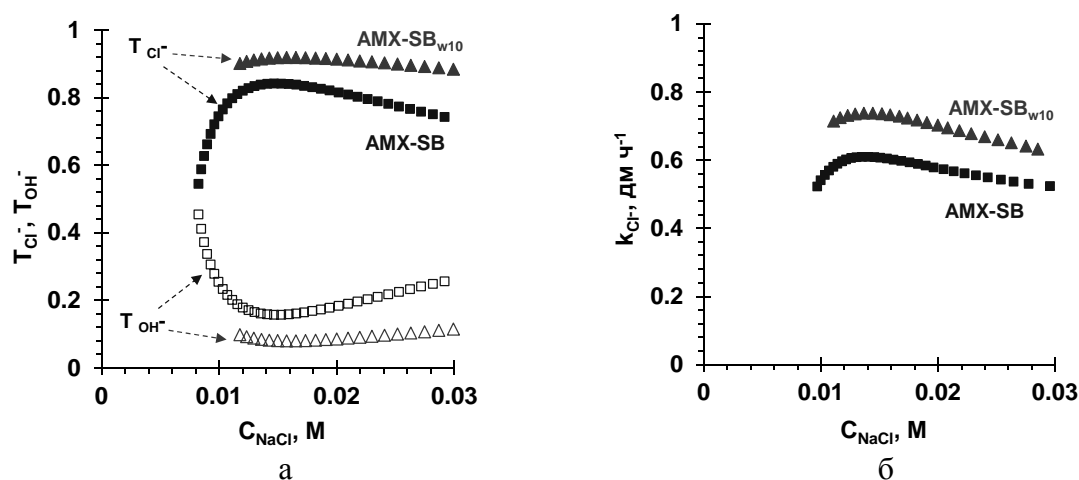 1
0.8
0.6
0.4
0.2
0
T Cl-, TOH-
T Cl-
AMX-SBw10
AMX-SB
T OH-
0
0.01
0.02
0.03
CNaCl, M
а
1
0.8
0.6
0.4
0.2
0
kCl-, дм ч-1
AMX-SBw10
AMX-SB
0
0.01
0.02
0.03
CNaCl, M
б